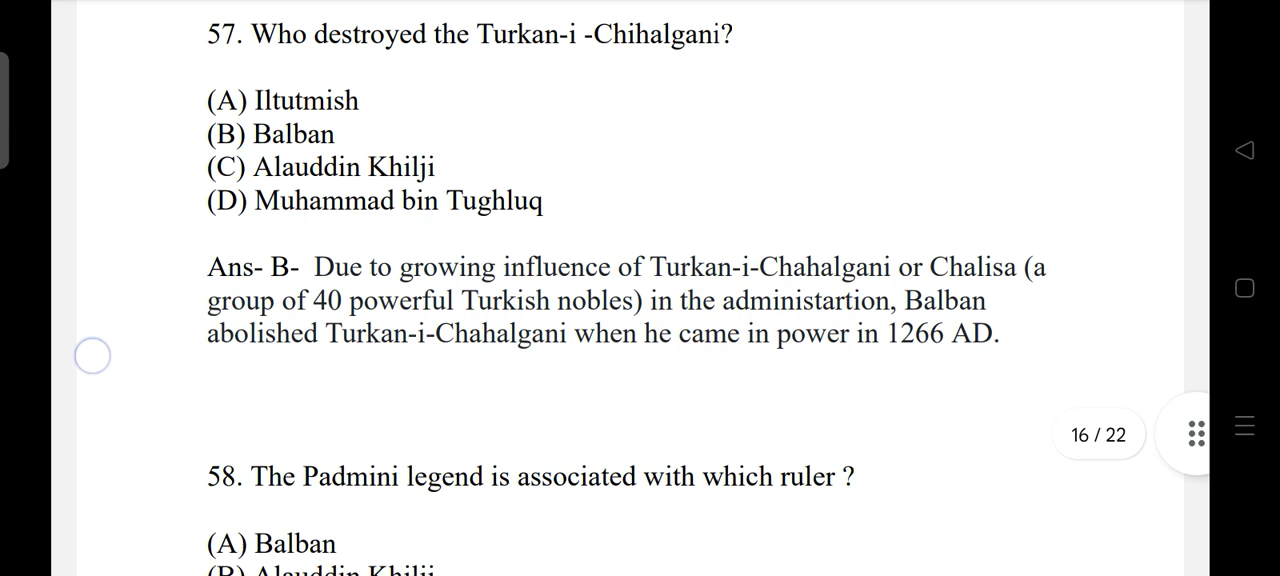 57. Who destroyed the Turkan-i -Chihalgani?
(A) Iltutmish
(B) Balban
(C) Alauddin Khilji
(D) Muhammad bin Tughluq
Ans- B-  Due to growing influence of Turkan-i-Chahalgani or Chalisa (a
group of 40 powerful Turkish nobles) in the administartion, Balban
abolished Turkan-i-Chahalgani when he came in power in 1266 AD.
16 / 22
58. The Padmini legend is associated with which ruler ?
(A) Balban
(B) Alauddin Khilji